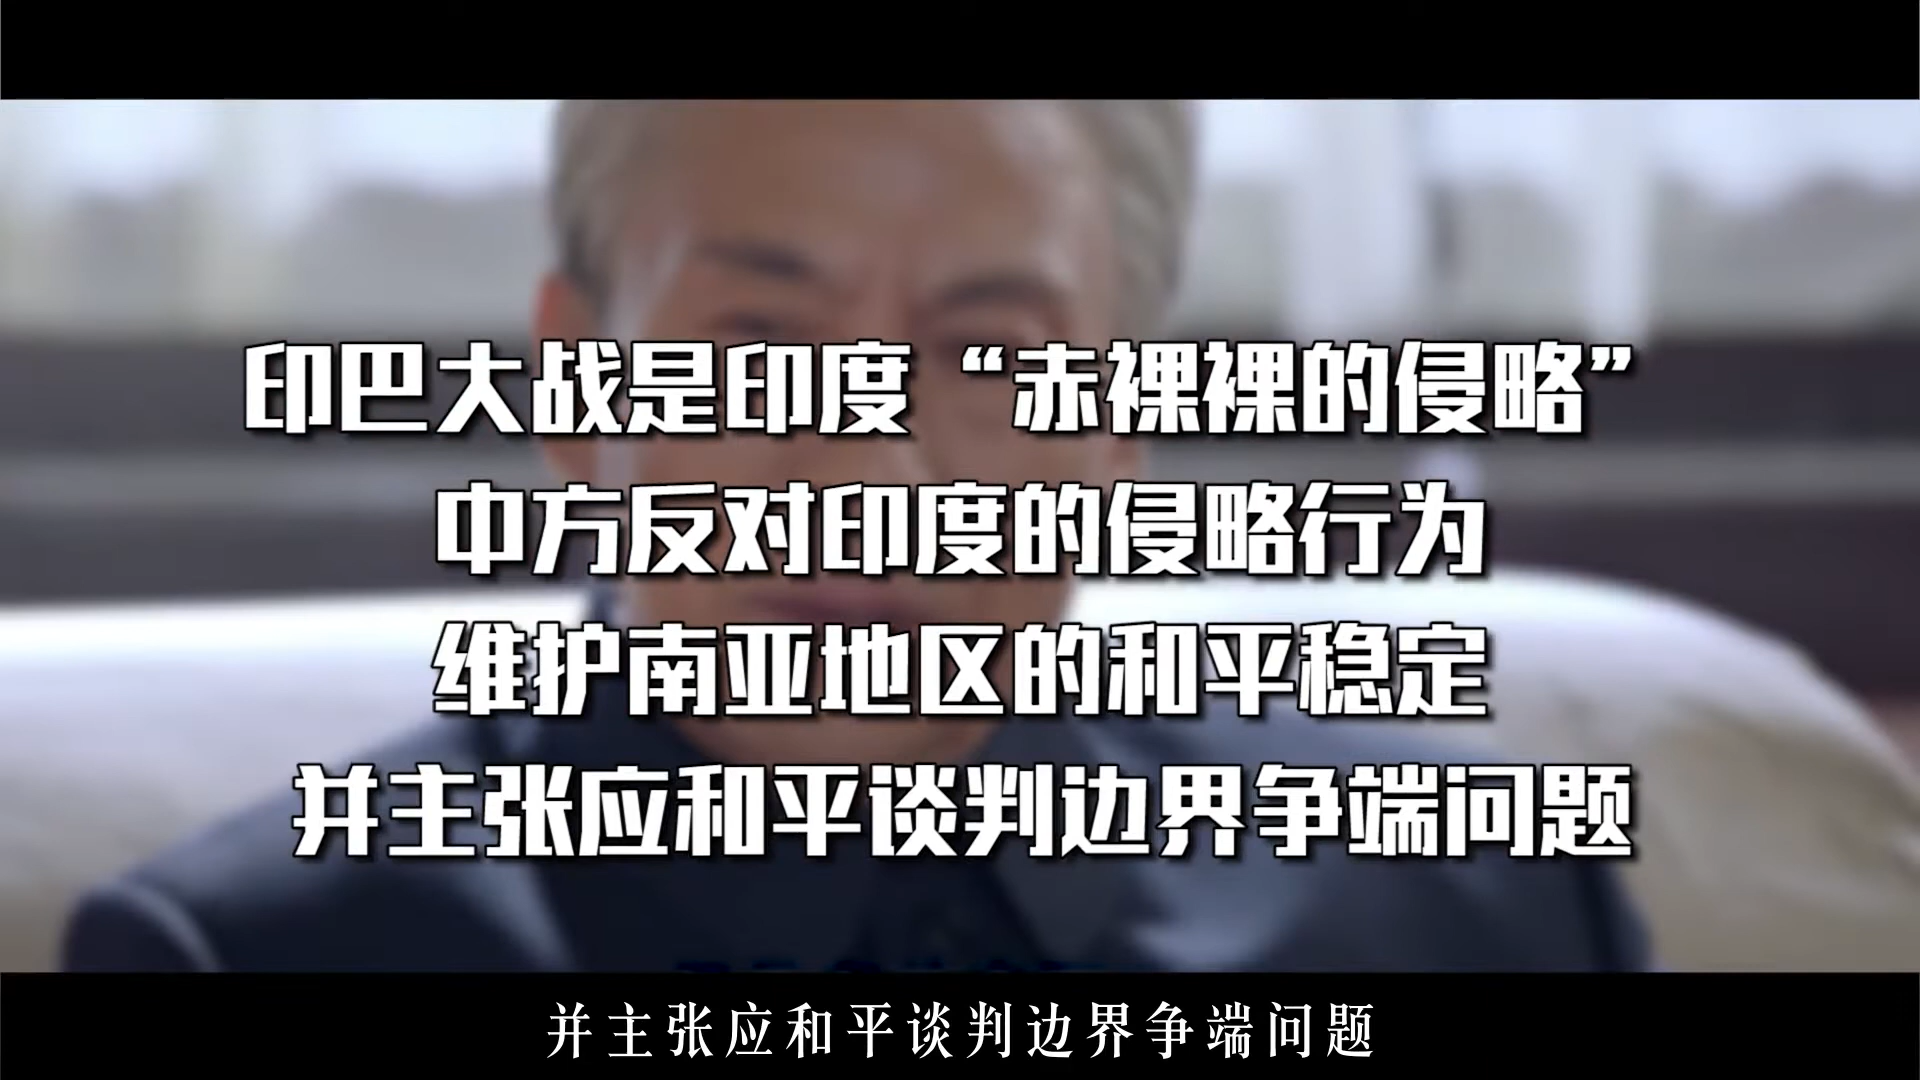 印巴大战是印度“赤裸裸的侵略”
中方反对印度的侵略行为
维护南亚地区的和平稳定
并主张应和平谈判边界争端问题
并主张应和平谈判边界争端问题